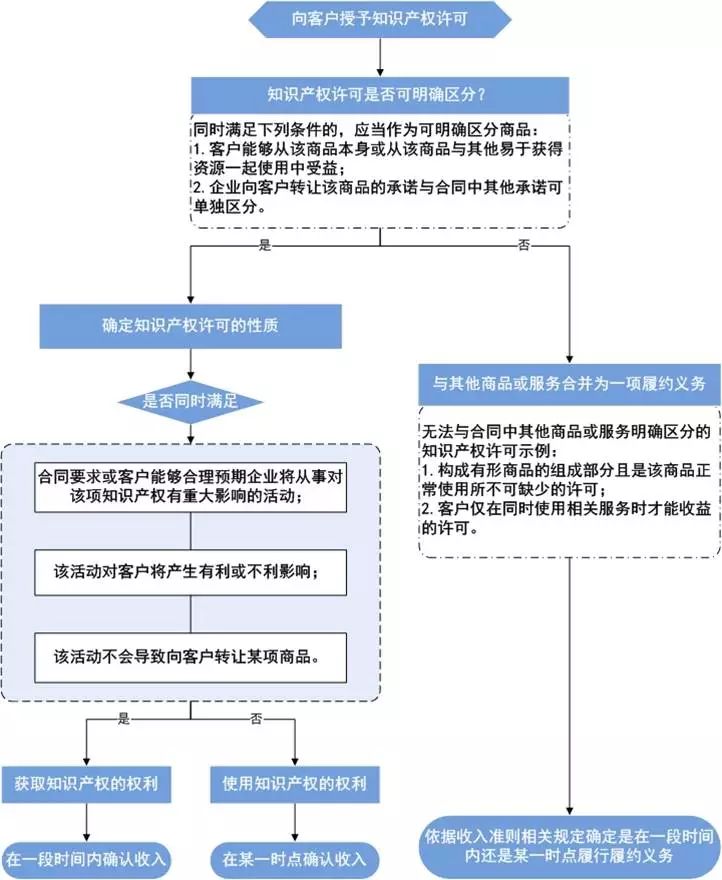 向客户授予知识产权许可
知识产权许可是否可明确区分?
同时满足下列条件的，应当作为可明确区分商品：
1. 客户能够从该商品本身或从该商品与其他易于获得
资源一起使用中受益；
2. 企业向客户转让该商品的承诺与合同中其他承诺可
单独区分。
是
否
确定知识产权许可的性质
是否同时满足
合同要求或客户能够合理预期企业将从事对
该项知识产权有重大影响的活动；
该活动对客户将产生有利或不利影响；
该活动不会导致向客户转让某项商品。
是
否
获取知识产权的权利
使用知识产权的权利
在一段时间内确认收入
在某一时点确认收入
与其他商品或服务合并为一项履约义务
无法与合同中其他商品或服务明确区分的
知识产权许可示例：
1. 构成有形商品的组成部分且是该商品正
常使用所不可缺少的许可；
2. 客户仅在同时使用相关服务时才能收益
的许可。
依据收入准则相关规定确定是在一段时间
内还是某一时点履行履约义务